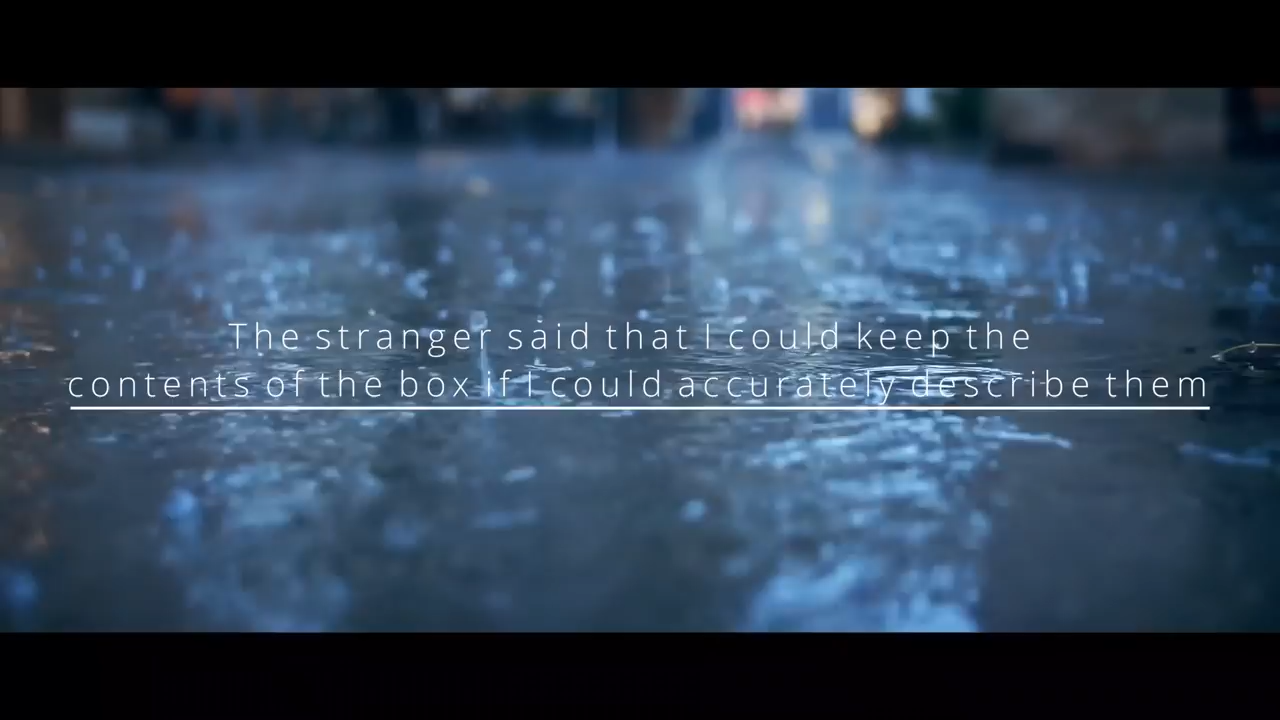 The stranger said that I could keep the
contents of the box if I could accurately describe them